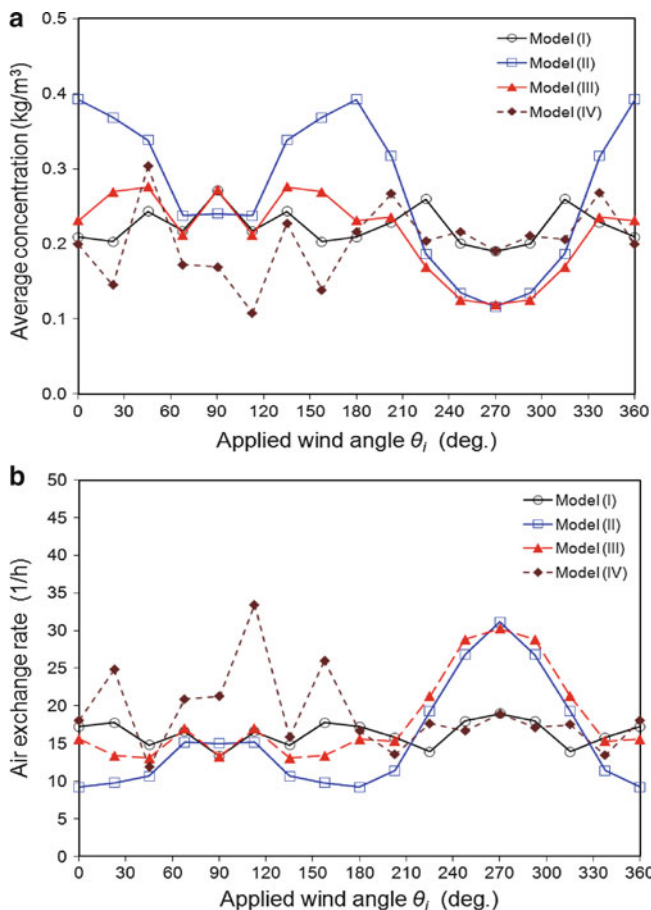 a
0.5
0.4
0.3
0.2
0.1
0.0
Average concentration (kg/m³)
Model (I)
Model (II)
Model (III)
Model (IV)
0 30 60 90 120 150 180 210 240 270 300 330 360
Applied wind angle θi (deg.)
b
50
45
40
35
30
25
20
15
10
5
0
Air exchange rate (1/h)
Model (I)
Model (II)
Model (III)
Model (IV)
0 30 60 90 120 150 180 210 240 270 300 330 360
Applied wind angle θi (deg.)